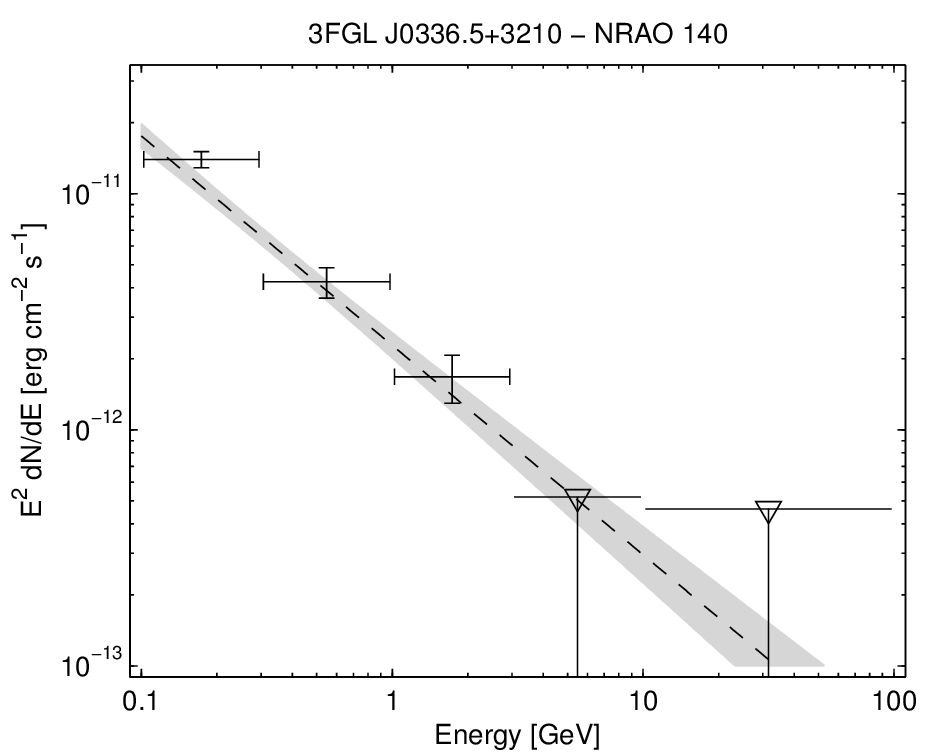 3FGL J0336.5+3210 − NRAO 140
E² dN/dE [erg cm⁻² s⁻¹]
10⁻¹¹
10⁻¹²
10⁻¹³
0.1 1 10 100
Energy [GeV]